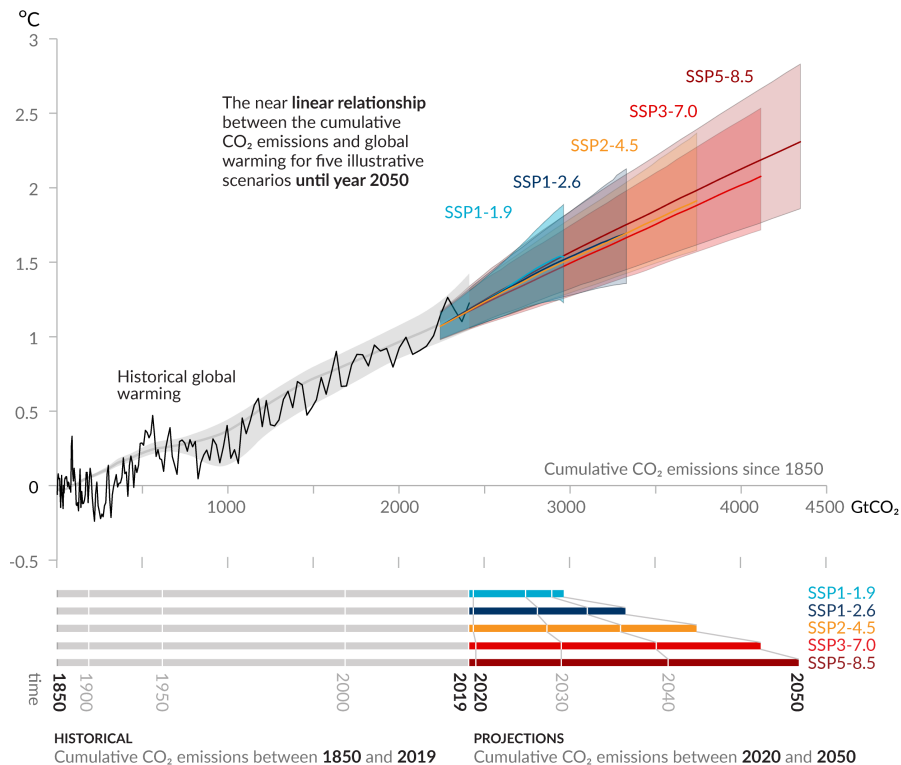 °C
3
SSP5-8.5
The near linear relationship
between the cumulative
CO₂ emissions and global
warming for five illustrative
scenarios until year 2050
2.5
SSP3-7.0
SSP2-4.5
2
SSP1-2.6
SSP1-1.9
1.5
1
Historical global
warming
0.5
Cumulative CO₂ emissions since 1850
0
1000
2000
3000
4000
4500 GtCO₂
-0.5
SSP1-1.9
SSP1-2.6
SSP2-4.5
SSP3-7.0
SSP5-8.5
time
1850
1900
1950
2000
2019
2020
2030
2040
2050
HISTORICAL
Cumulative CO₂ emissions between 1850 and 2019
PROJECTIONS
Cumulative CO₂ emissions between 2020 and 2050